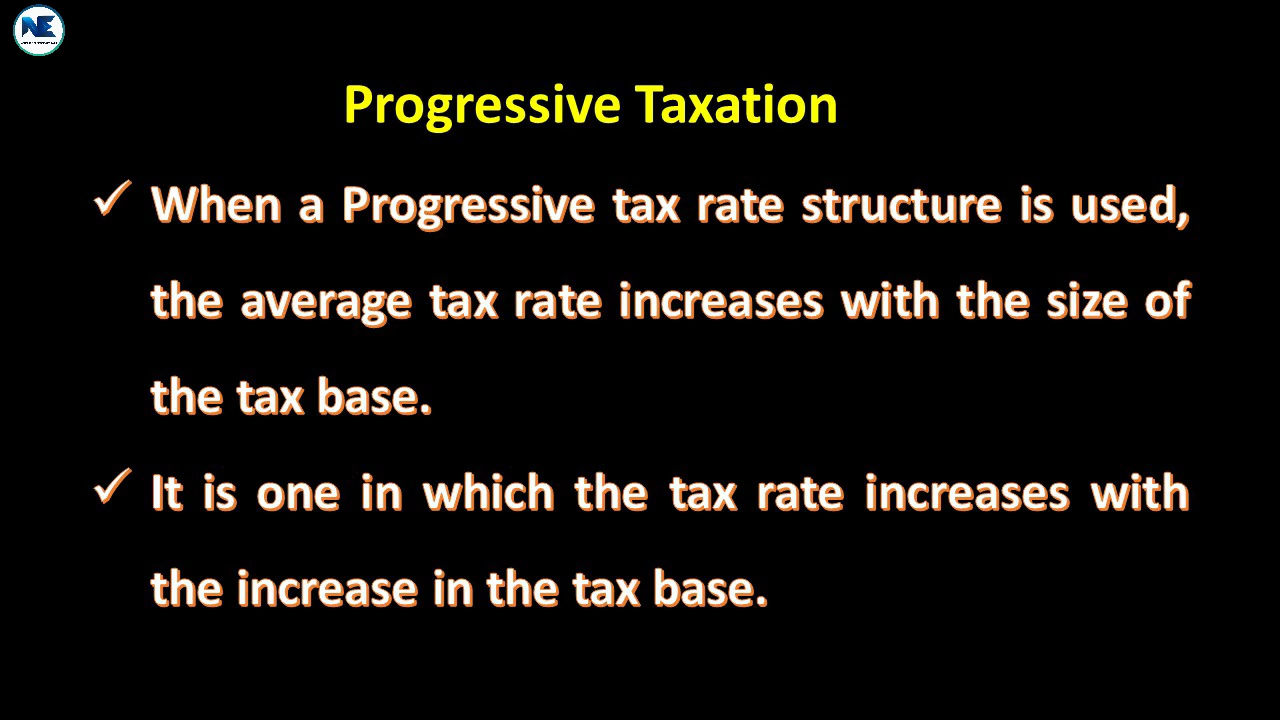 NE
Progressive Taxation
✓ When a Progressive tax rate structure is used,
the average tax rate increases with the size of
the tax base.
✓ It is one in which the tax rate increases with
the increase in the tax base.